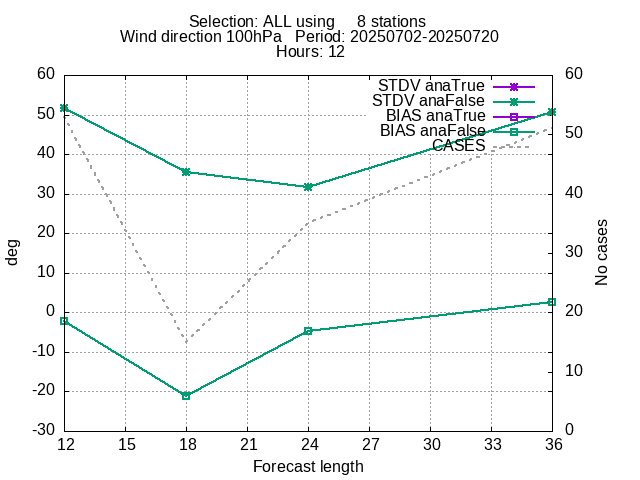 Selection: ALL using     8 stations
Wind direction 100hPa   Period: 20250702-20250720
Hours: 12
60
50
40
30
20
10
0
-10
-20
-30
60
50
40
30
20
10
0
STDV anaTrue
STDV anaFalse
BIAS anaTrue
BIAS anaFalse
CASES
deg
No cases
12 15 18 21 24 27 30 33 36
Forecast length